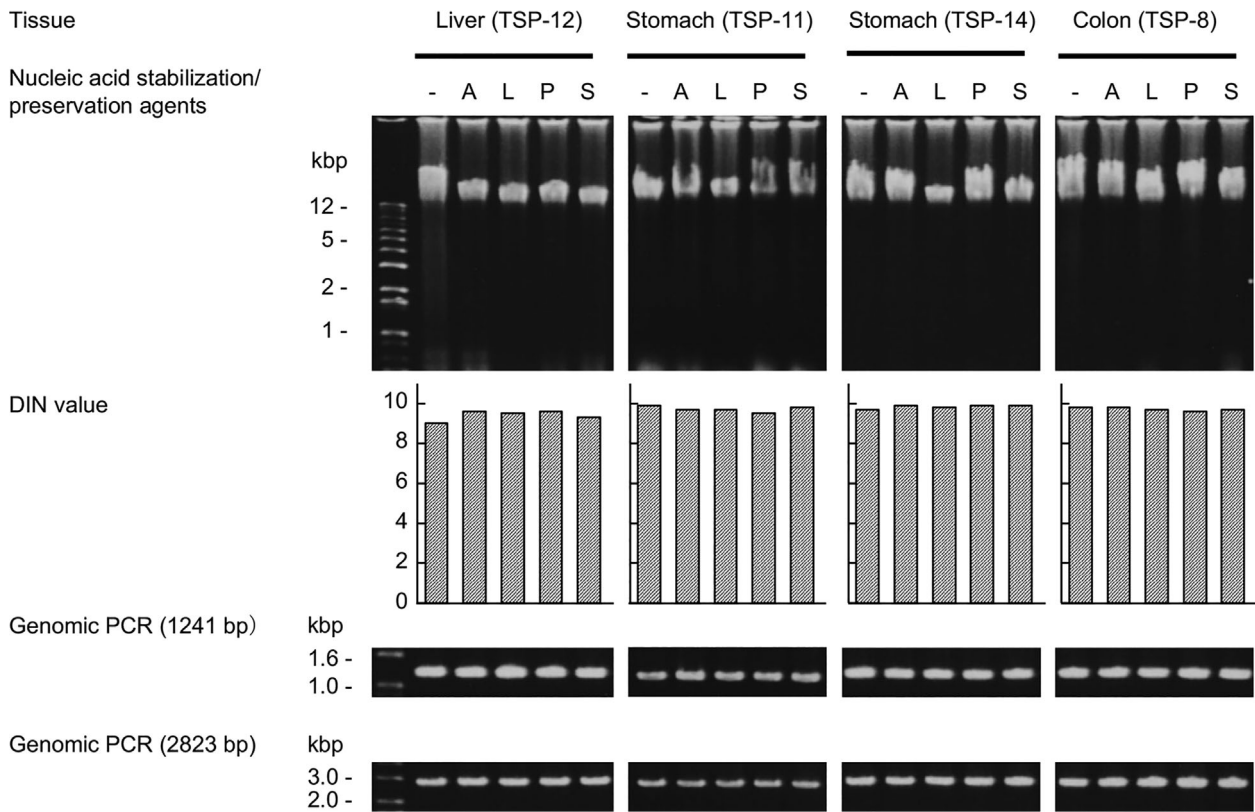 Tissue Liver (TSP-12) Stomach (TSP-11) Stomach (TSP-14) Colon (TSP-8)
Nucleic acid stabilization/
preservation agents - A L P S - A L P S - A L P S - A L P S
kbp
12 -
5 -
2 -
1 -
DIN value
10
8
6
4
2
0
Genomic PCR (1241 bp) kbp
1.6 -
1.0 -
Genomic PCR (2823 bp) kbp
3.0 -
2.0 -